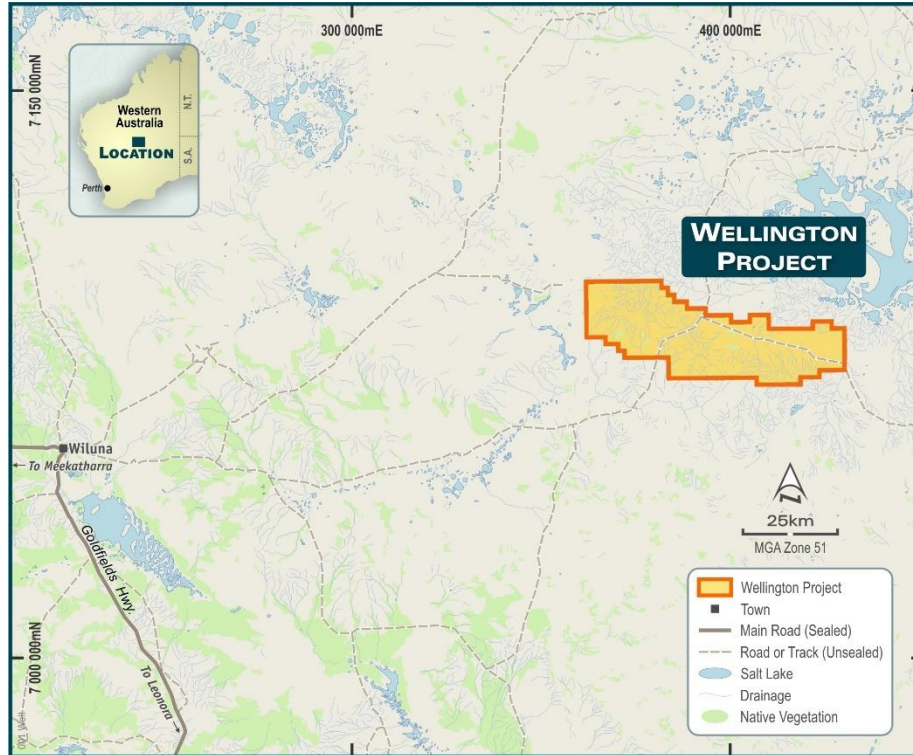 300 000mE
400 000mE
7 150 000mN
Western
Australia
LOCATION
Perth
N.T.
S.A.
WELLINGTON
PROJECT
Wiluna
To Meekatharra
Goldfields Hwy.
To Leonora
7 000 000mN
25km
MGA Zone 51
Wellington Project
Town
Main Road (Sealed)
Road or Track (Unsealed)
Salt Lake
Drainage
Native Vegetation
001 Well